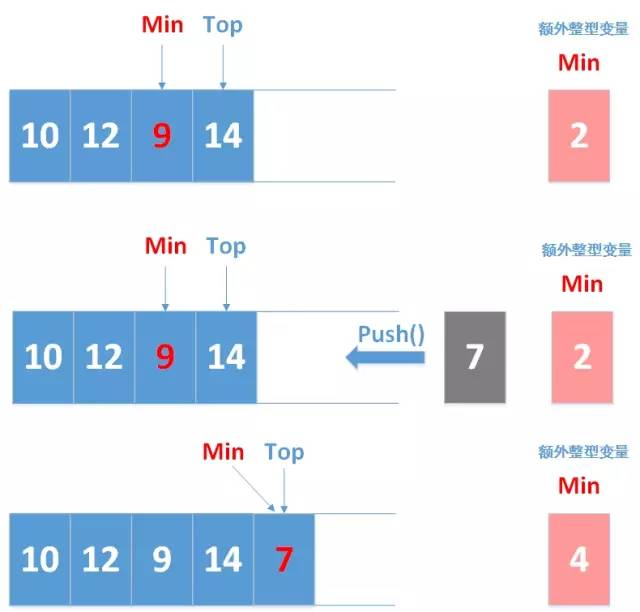 额外整型变量
Min Top Min
10 12 9 14 2
额外整型变量
Min Top Min
Push()
10 12 9 14 7 2
额外整型变量
Min Top
Min
10 12 9 14 7 4